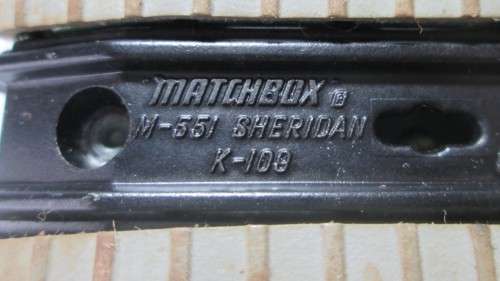 "MATCHBOX" ®
M-551 SHERIDAN
K-109